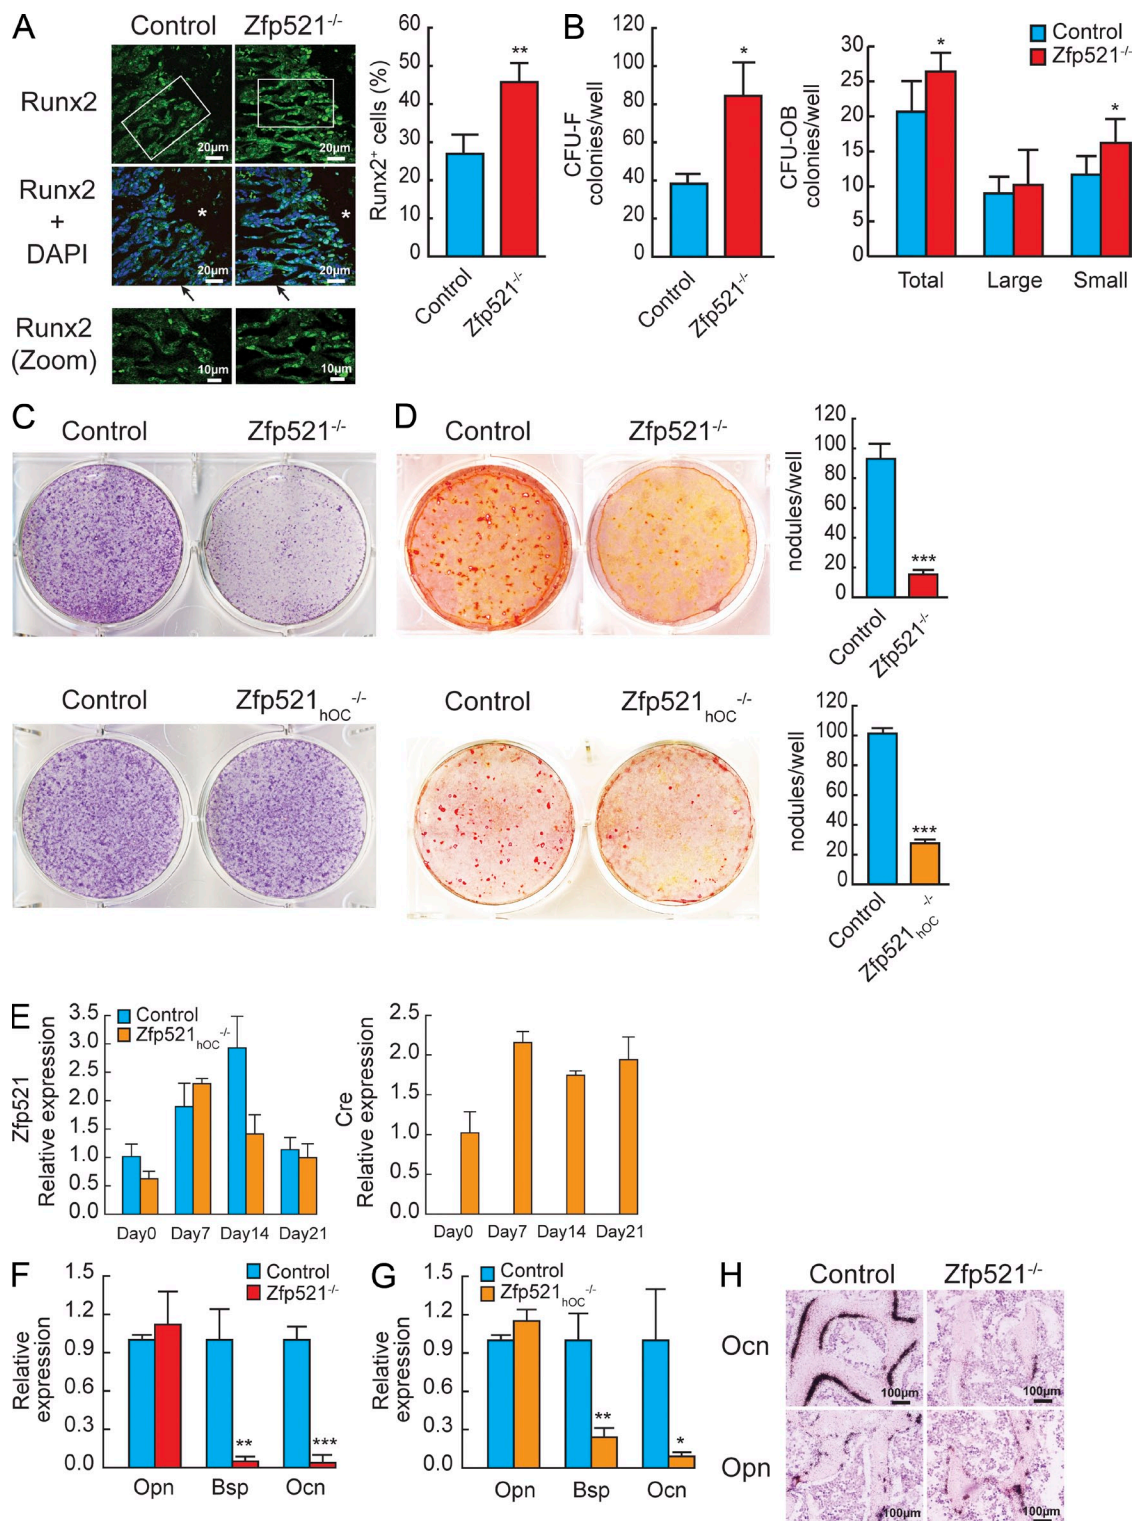 A
Control Zfp521-/-
Runx2
20µm 20µm
Runx2
+
DAPI
* *
20µm 20µm
Runx2
(Zoom)
10µm 10µm
Runx2+ cells (%)
60
50
40
30
20
10
0
**
Control Zfp521-/-
B
CFU-F
colonies/well
120
100
80
60
40
20
0
*
Control Zfp521-/-
Control
Zfp521-/-
CFU-OB
colonies/well
30
25
20
15
10
5
0
* *
Total Large Small
C
Control Zfp521-/-
Control Zfp521hOC-/-
D
Control Zfp521-/-
nodules/well
120
100
80
60
40
20
0
***
Control Zfp521-/-
Control Zfp521hOC-/-
nodules/well
120
100
80
60
40
20
0
***
Control Zfp521hOC-/-
E
Control
Zfp521hOC-/-
Zfp521
Relative expression
3.5
3.0
2.5
2.0
1.5
1.0
0.5
0.0
Day0 Day7 Day14 Day21
Cre
Relative expression
2.5
2.0
1.5
1.0
0.5
0.0
Day0 Day7 Day14 Day21
F
Control
Zfp521-/-
Relative
expression
1.5
1.2
0.9
0.6
0.3
0.0
** ***
Opn Bsp Ocn
G
Control
Zfp521hOC-/-
Relative
expression
1.5
1.2
0.9
0.6
0.3
0.0
** *
Opn Bsp Ocn
H
Control Zfp521-/-
Ocn
100µm 100µm
Opn
100µm 100µm